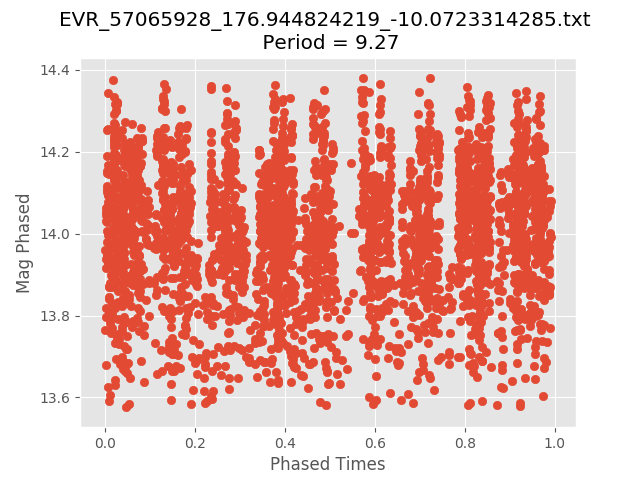 EVR_57065928_176.944824219_-10.0723314285.txt
Period = 9.27
14.4
14.2
14.0
13.8
13.6
Mag Phased
0.0 0.2 0.4 0.6 0.8 1.0
Phased Times